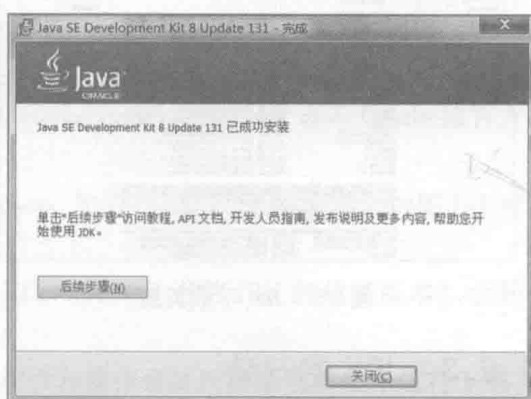 Java SE Development Kit 8 Update 131 - 完成
Java
ORACLE
Java SE Development Kit 8 Update 131 已成功安装
单击"后续步骤"访问教程, API 文档, 开发人员指南, 发布说明及更多内容, 帮助您开
始使用 JDK。
后续步骤(N)
关闭(C)